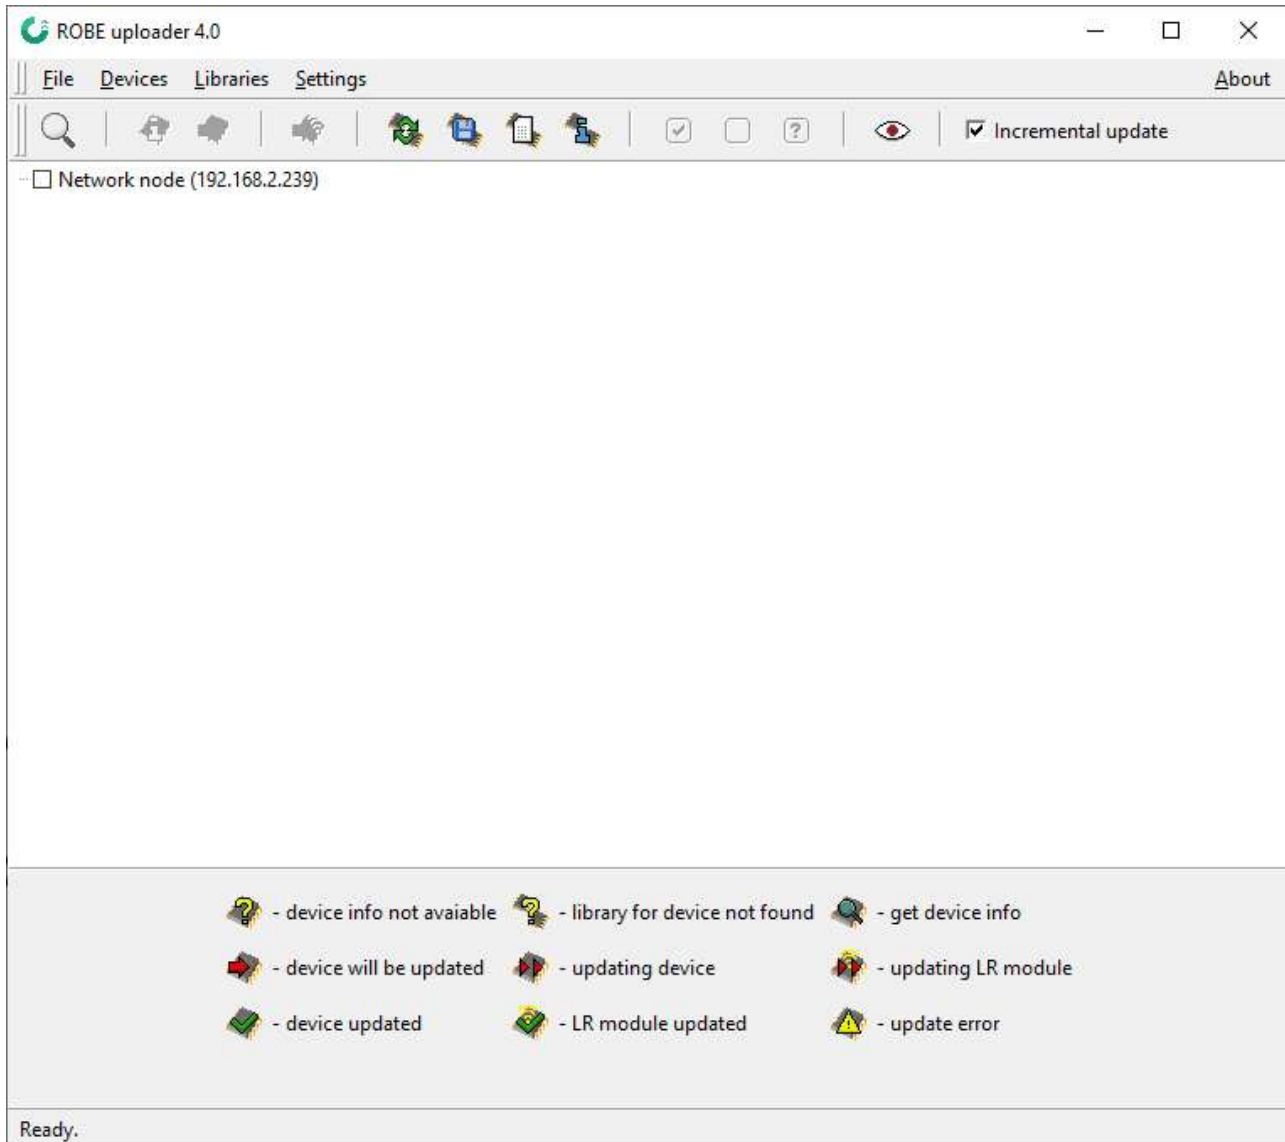 ROBE uploader 4.0
File Devices Libraries Settings About
? Incremental update
Network node (192.168.2.239)
- device info not avaiable - library for device not found - get device info
- device will be updated - updating device - updating LR module
- device updated - LR module updated - update error
Ready.